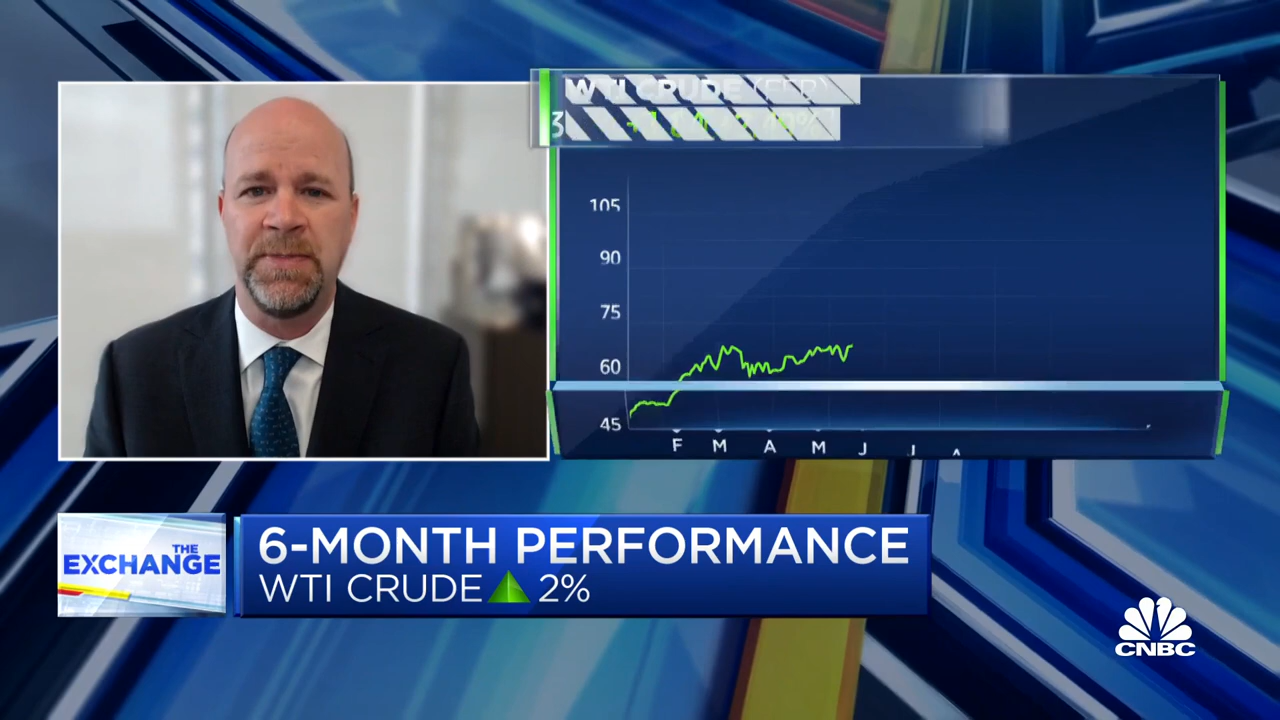 WTI CRUDE
105
90
75
60
45
F M A M J J A
THE
EXCHANGE
6-MONTH PERFORMANCE
WTI CRUDE 2%
CNBC